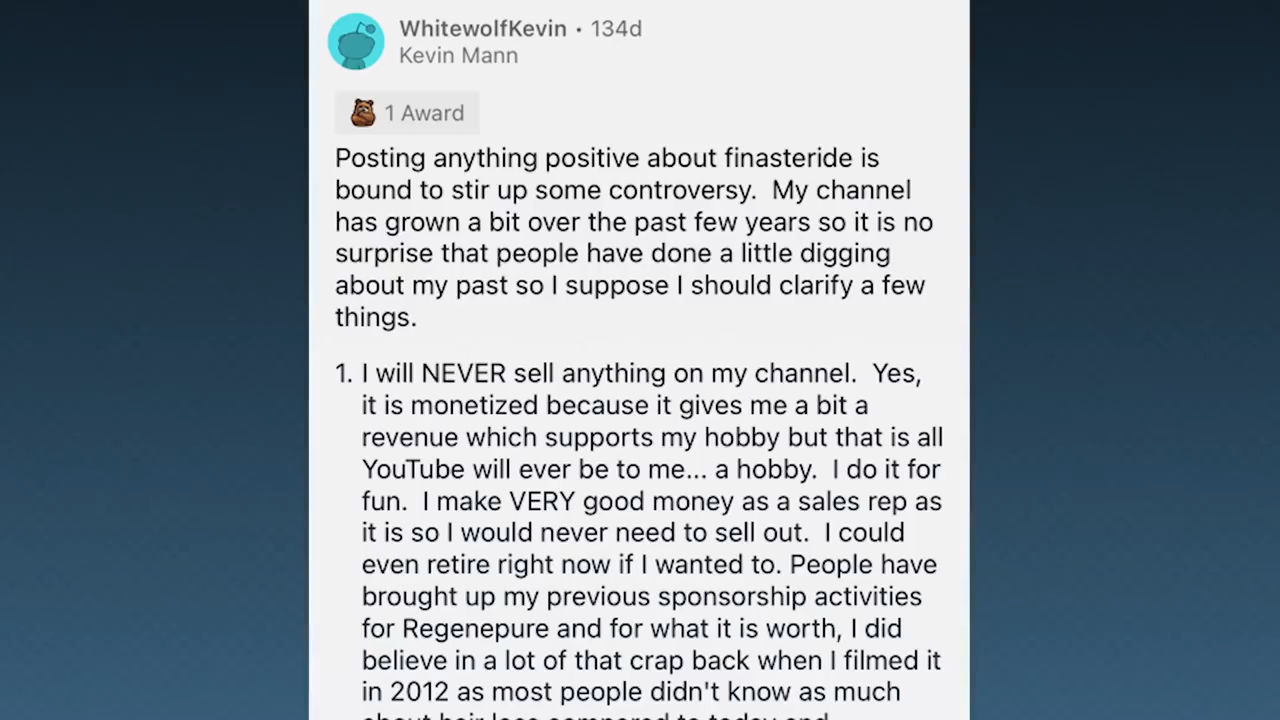 WhitewolfKevin • 134d
Kevin Mann
1 Award
Posting anything positive about finasteride is
bound to stir up some controversy.  My channel
has grown a bit over the past few years so it is no
surprise that people have done a little digging
about my past so I suppose I should clarify a few
things.
1. I will NEVER sell anything on my channel.  Yes,
it is monetized because it gives me a bit a
revenue which supports my hobby but that is all
YouTube will ever be to me... a hobby.  I do it for
fun.  I make VERY good money as a sales rep as
it is so I would never need to sell out.  I could
even retire right now if I wanted to. People have
brought up my previous sponsorship activities
for Regenepure and for what it is worth, I did
believe in a lot of that crap back when I filmed it
in 2012 as most people didn't know as much
about hair loss compared to today and